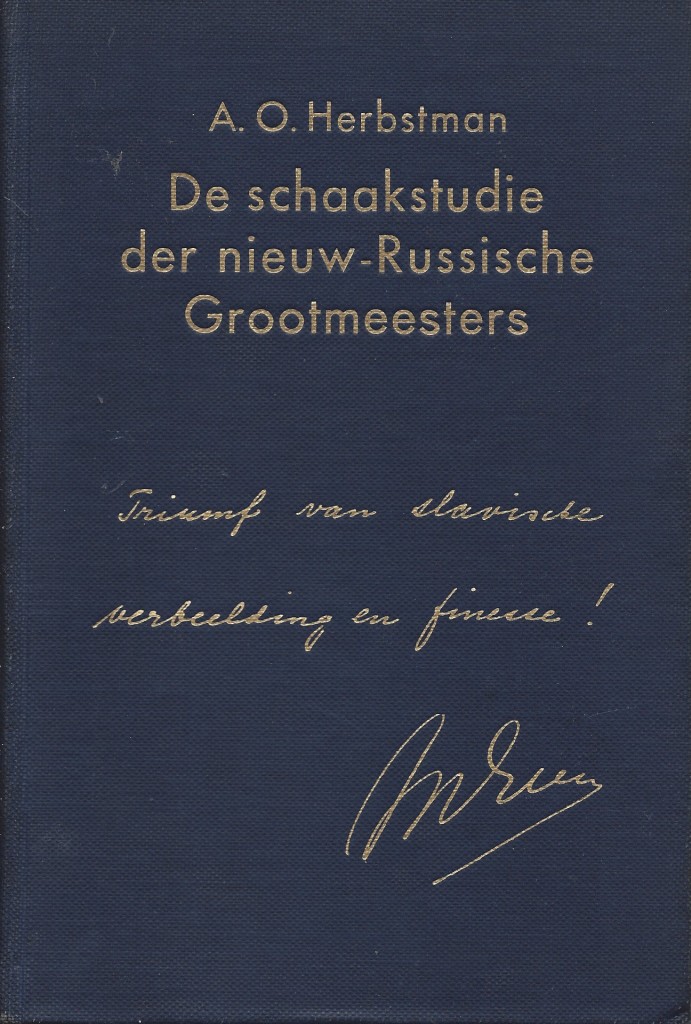 A. O. Herbstman
De schaakstudie
der nieuw-Russische
Grootmeesters
Triumf van slavische
verbeelding en finesse!